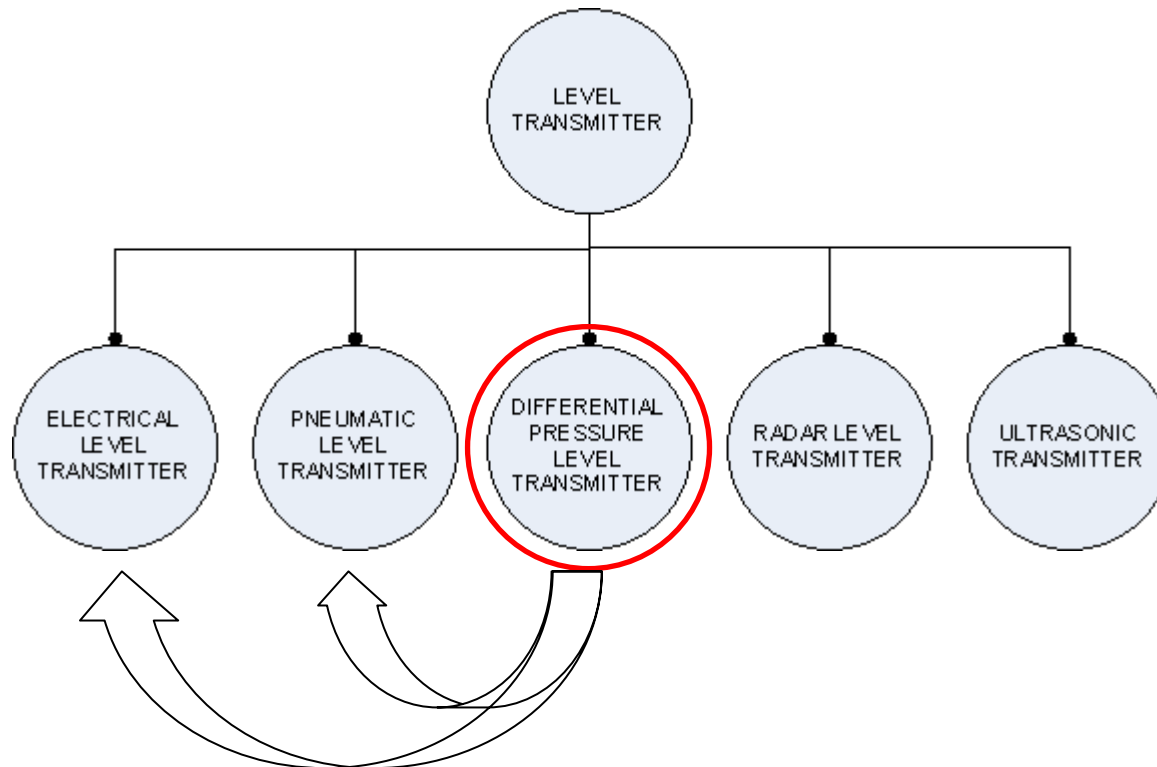 LEVEL
TRANSMITTER
ELECTRICAL
LEVEL
TRANSMITTER
PNEUMATIC
LEVEL
TRANSMITTER
DIFFERENTIAL
PRESSURE
LEVEL
TRANSMITTER
RADAR LEVEL
TRANSMITTER
ULTRASONIC
TRANSMITTER